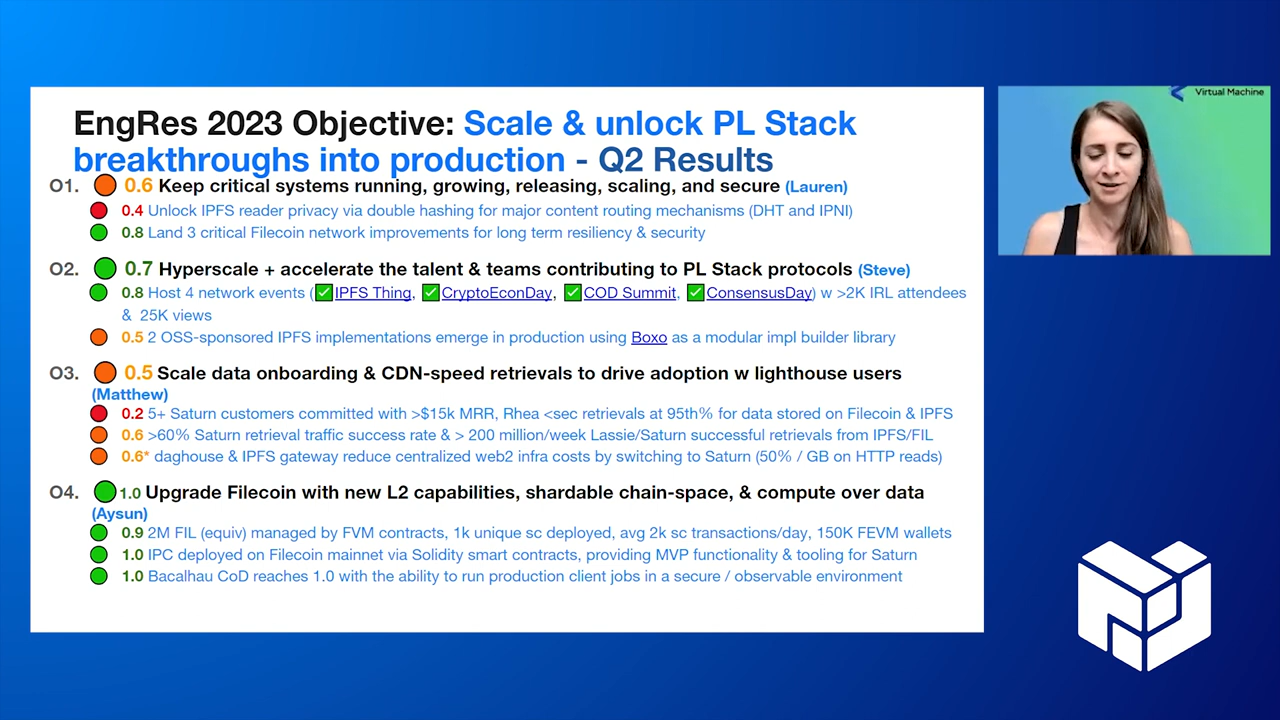 EngRes 2023 Objective: Scale & unlock PL Stack
breakthroughs into production - Q2 Results
O1. 0.6 Keep critical systems running, growing, releasing, scaling, and secure (Lauren)
0.4 Unlock IPFS reader privacy via double hashing for major content routing mechanisms (DHT and IPNI)
0.8 Land 3 critical Filecoin network improvements for long term resiliency & security
O2. 0.7 Hyperscale + accelerate the talent & teams contributing to PL Stack protocols (Steve)
0.8 Host 4 network events (✅IPFS Thing, ✅CryptoEconDay, ✅COD Summit, ✅ConsensusDay) w >2K IRL attendees
& 25K views
0.5 2 OSS-sponsored IPFS implementations emerge in production using Boxo as a modular impl builder library
O3. 0.5 Scale data onboarding & CDN-speed retrievals to drive adoption w lighthouse users
(Matthew)
0.2 5+ Saturn customers committed with >$15k MRR, Rhea <sec retrievals at 95th% for data stored on Filecoin & IPFS
0.6 >60% Saturn retrieval traffic success rate & > 200 million/week Lassie/Saturn successful retrievals from IPFS/FIL
0.6* daghouse & IPFS gateway reduce centralized web2 infra costs by switching to Saturn (50% / GB on HTTP reads)
O4. 1.0 Upgrade Filecoin with new L2 capabilities, shardable chain-space, & compute over data
(Aysun)
0.9 2M FIL (equiv) managed by FVM contracts, 1k unique sc deployed, avg 2k sc transactions/day, 150K FEVM wallets
1.0 IPC deployed on Filecoin mainnet via Solidity smart contracts, providing MVP functionality & tooling for Saturn
1.0 Bacalhau CoD reaches 1.0 with the ability to run production client jobs in a secure / observable environment
Virtual Machine